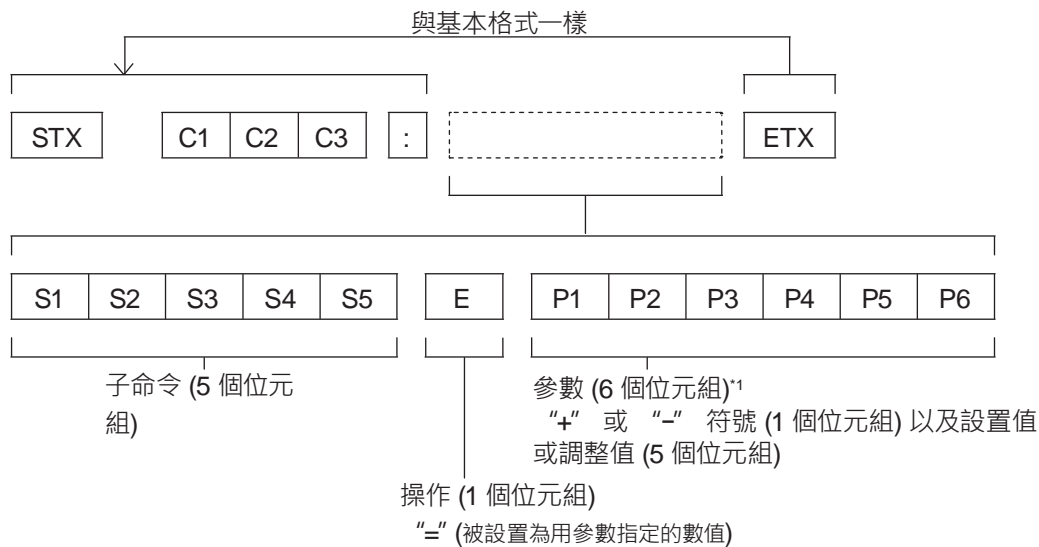 與基本格式一樣
STX C1 C2 C3 : ETX
S1 S2 S3 S4 S5 E P1 P2 P3 P4 P5 P6
子命令 (5 個位元
組)
參數 (6 個位元組)*1
“+” 或 “−” 符號 (1 個位元組) 以及設置值
或調整值 (5 個位元組)
操作 (1 個位元組)
“=” (被設置為用參數指定的數值)